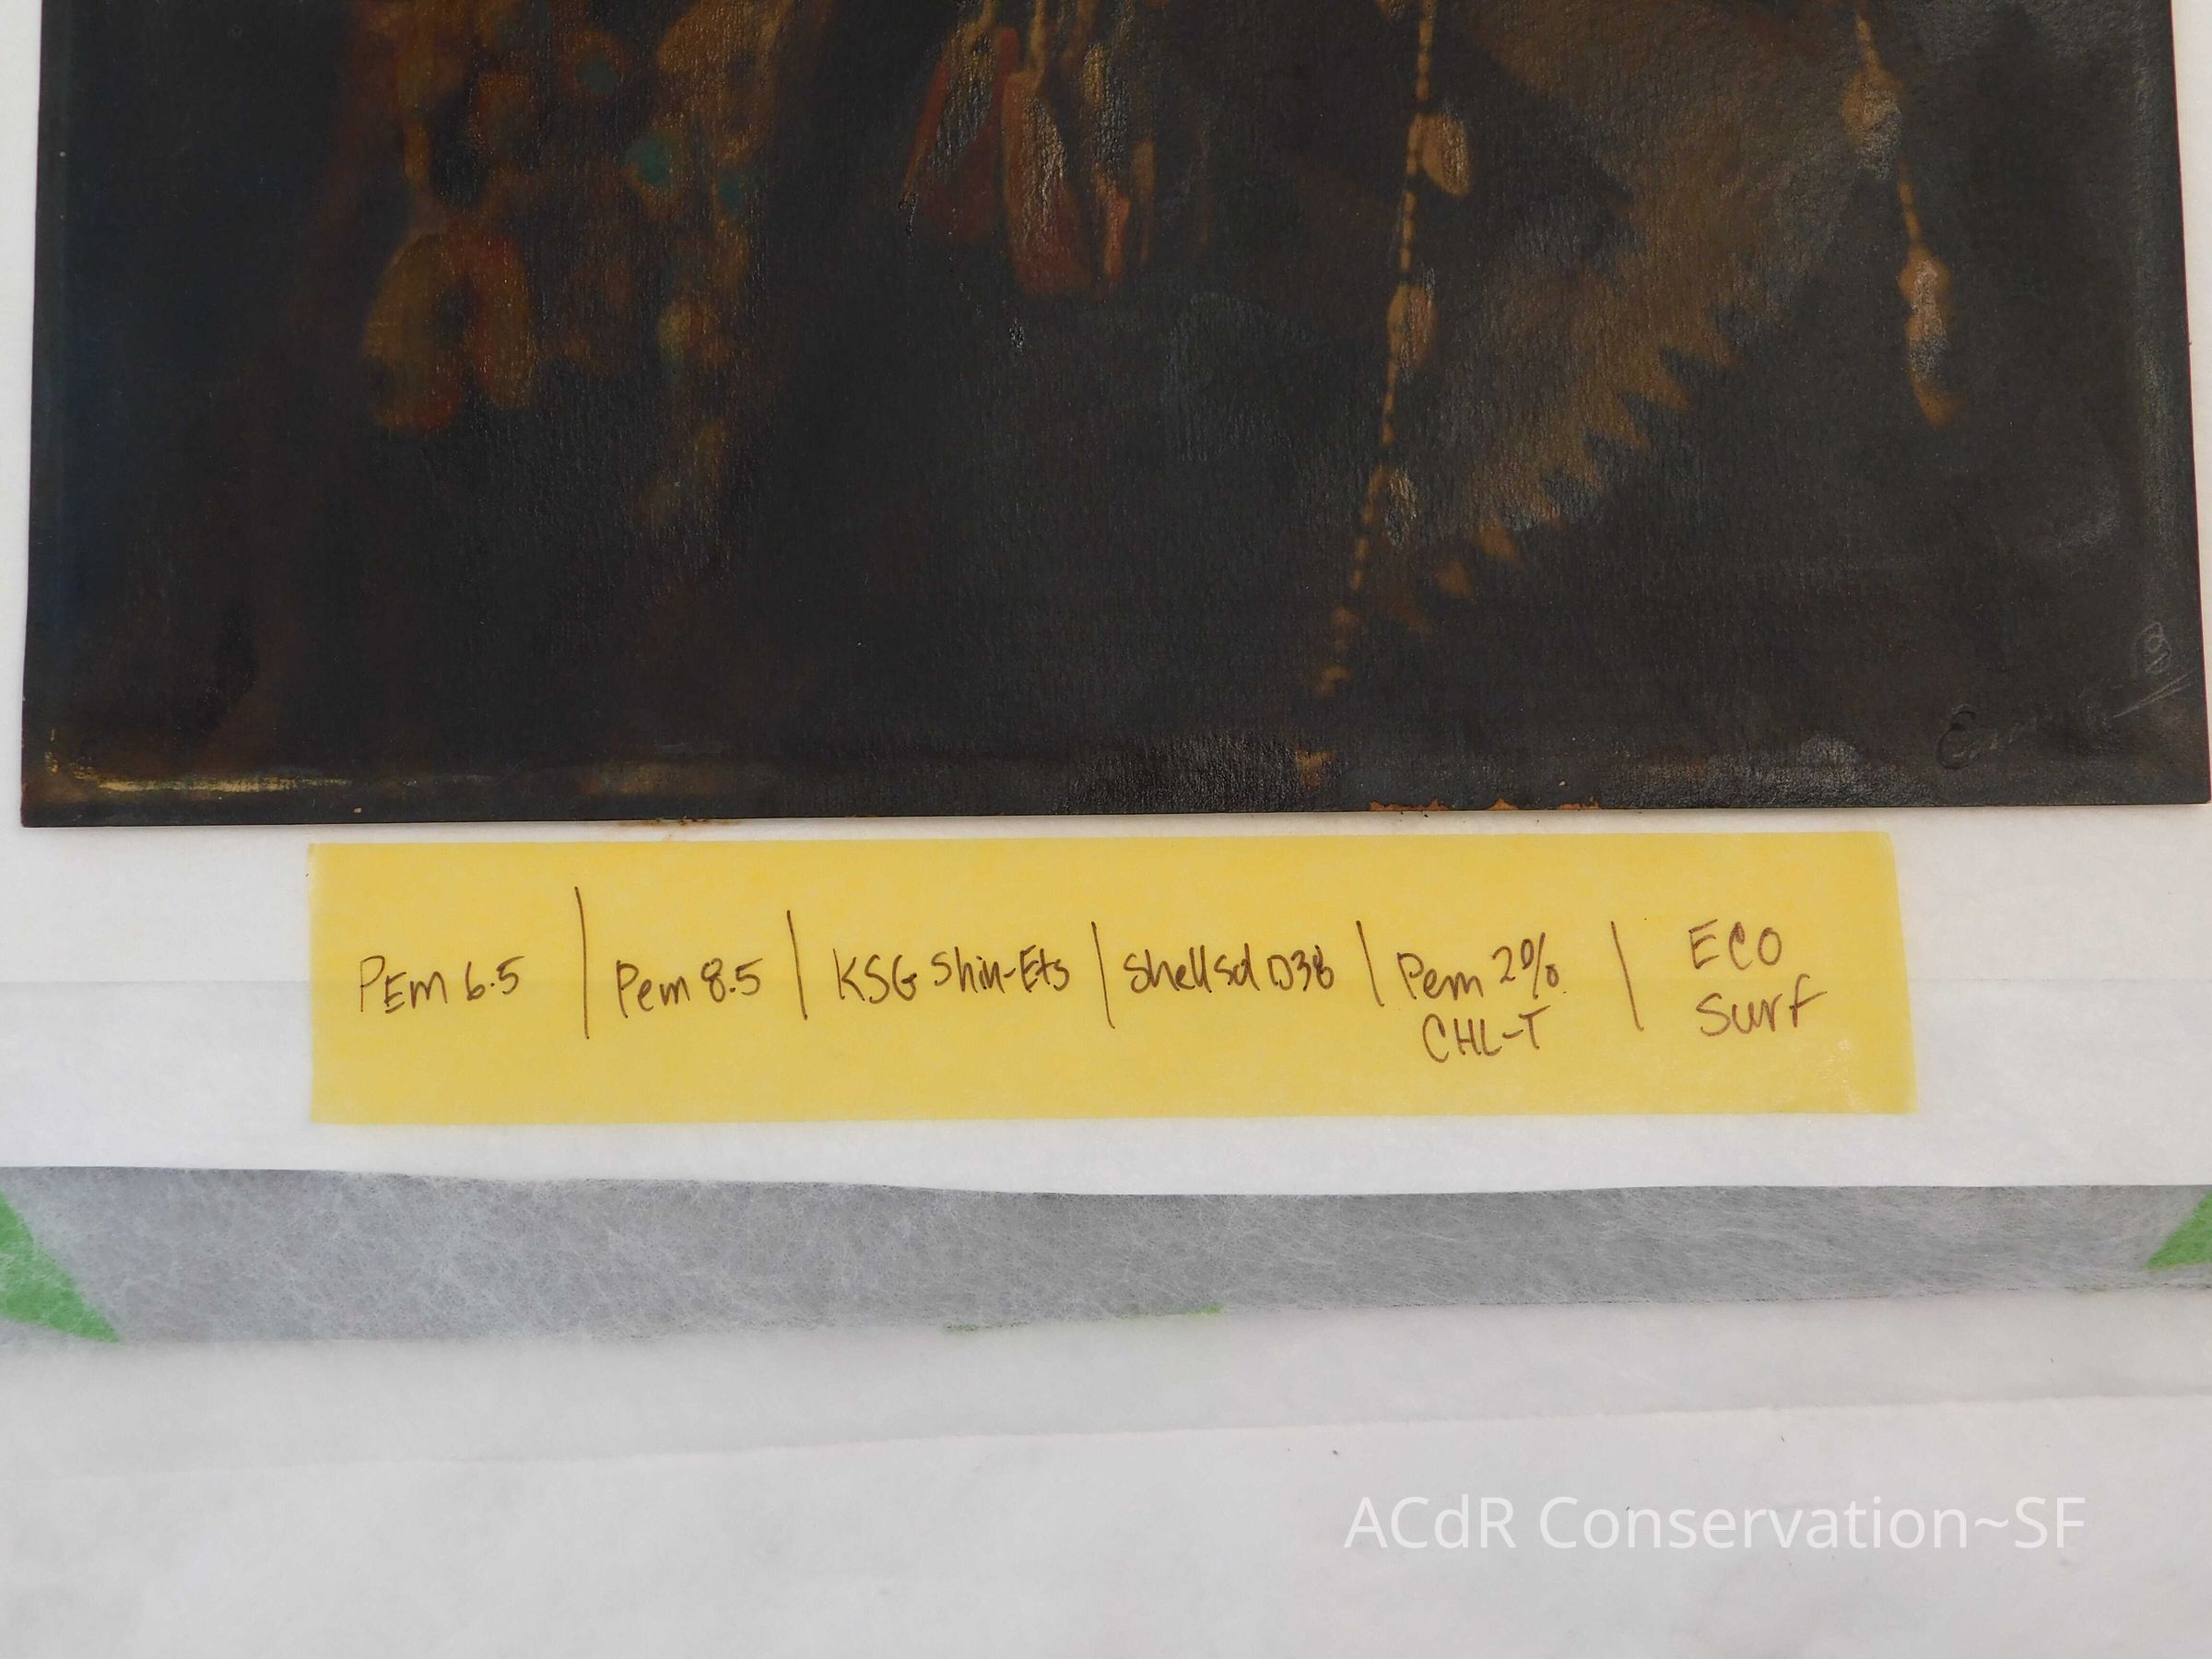 PEm 6.5 | Pem 8.5 | KSG Shin-Ets | Shellsol D38 | Pem 2% | ECO
CHL-T Surf
ACdR Conservation~SF